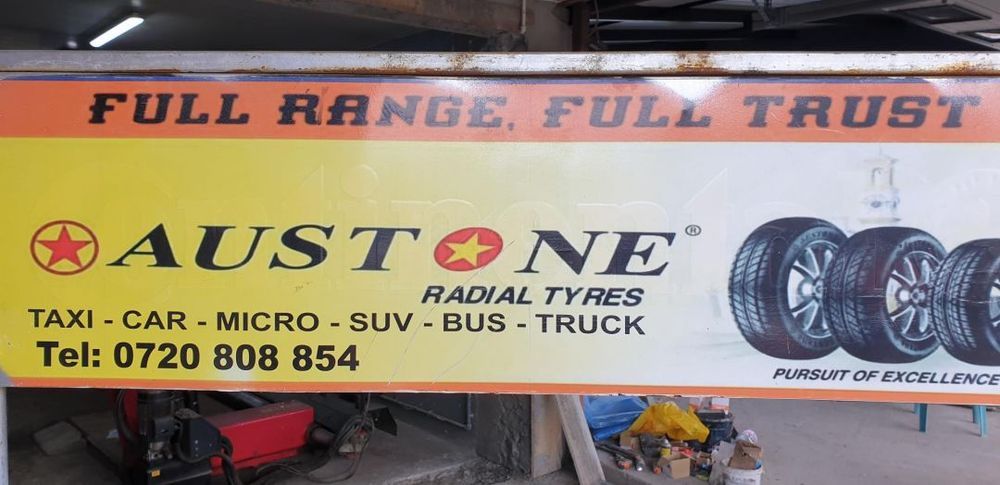 FULL RANGE, FULL TRUST
AUSTONE®
RADIAL TYRES
TAXI - CAR - MICRO - SUV - BUS - TRUCK
Tel: 0720 808 854
PURSUIT OF EXCELLENCE